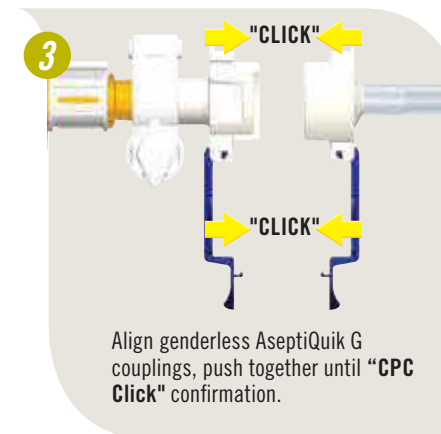 3
"CLICK"
"CLICK"
Align genderless AseptiQuik G
couplings, push together until “CPC
Click" confirmation.